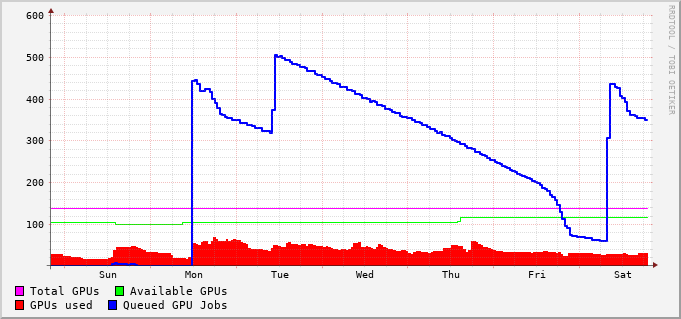 600
500
400
300
200
100
Sun Mon Tue Wed Thu Fri Sat
Total GPUs Available GPUs
GPUs used Queued GPU Jobs
RRDTOOL / TOBI OETIKER